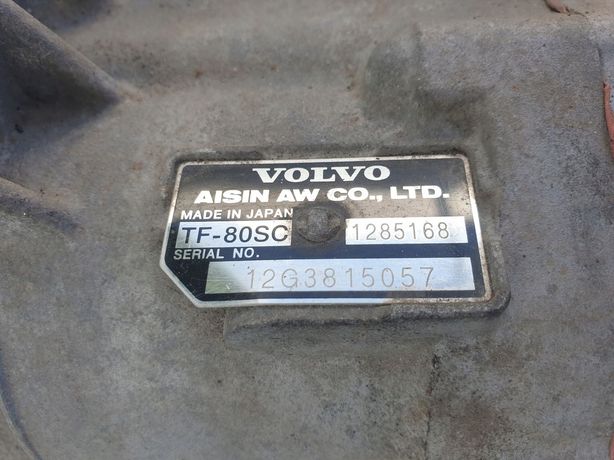 VOLVO
AISIN AW CO., LTD.
MADE IN JAPAN
TF-80SC 1285168
SERIAL NO.
12G3815057